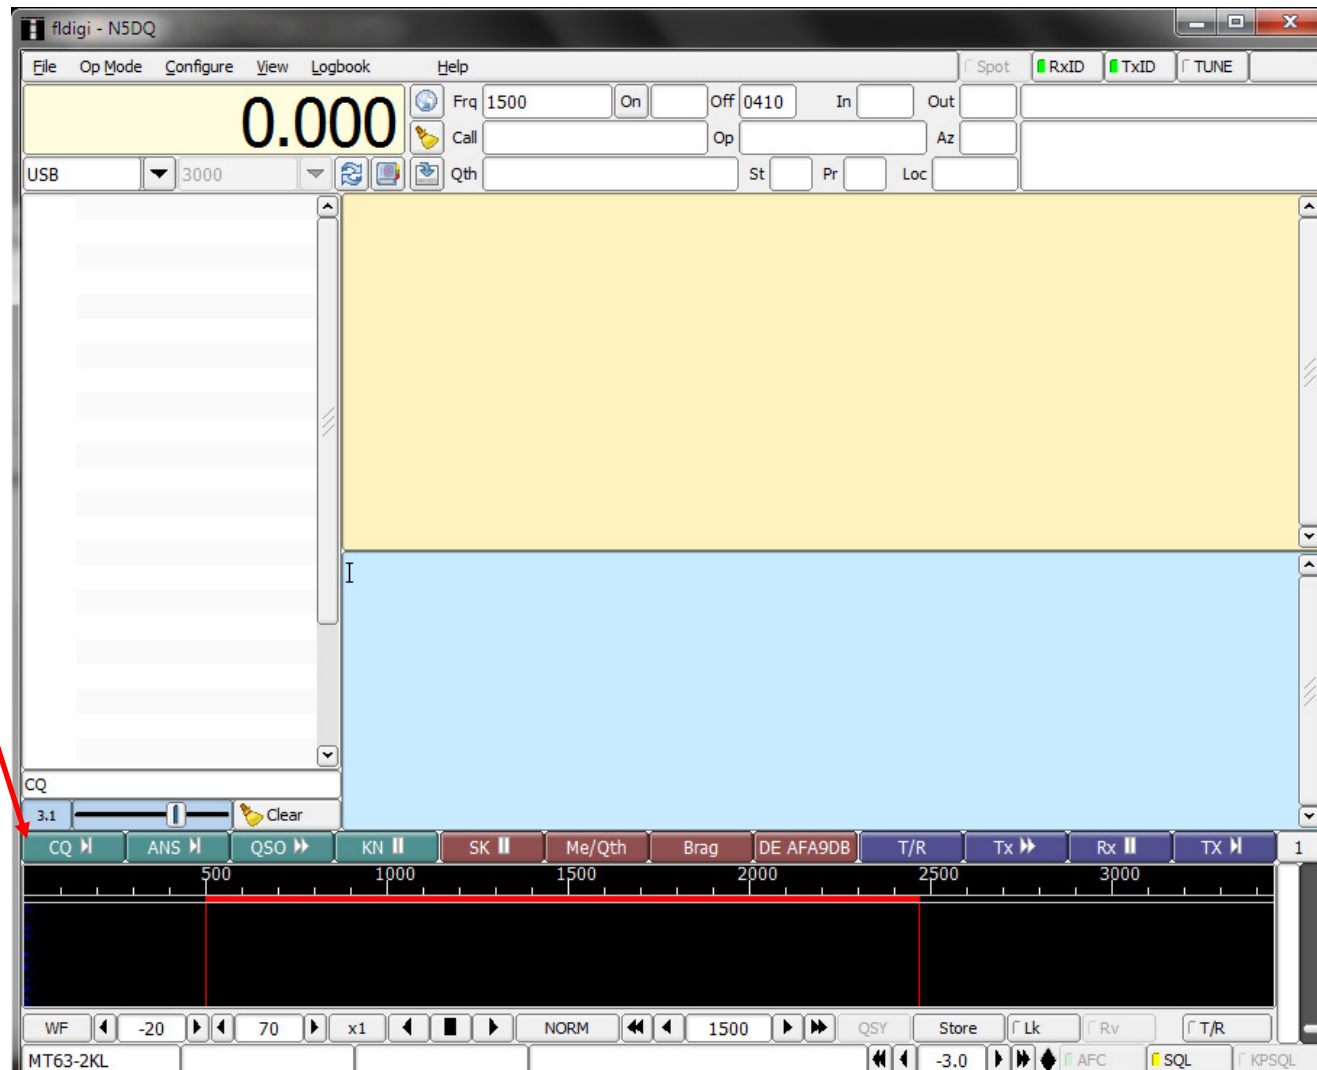 fldigi - N5DQ
File Op Mode Configure View Logbook Help Spot RxID TxID TUNE
0.000 Frq 1500 On Off 0410 In Out
Call Op Az
USB 3000 Qth St Pr Loc
CQ
3.1 Clear
CQ ANS QSO KN SK Me/Qth Brag DE AFA9DB T/R Tx Rx TX 1
500 1000 1500 2000 2500 3000
WF -20 70 x1 NORM 1500 QSY Store Lk Rv T/R
MT63-2KL -3.0 AFC SQL KPSQL